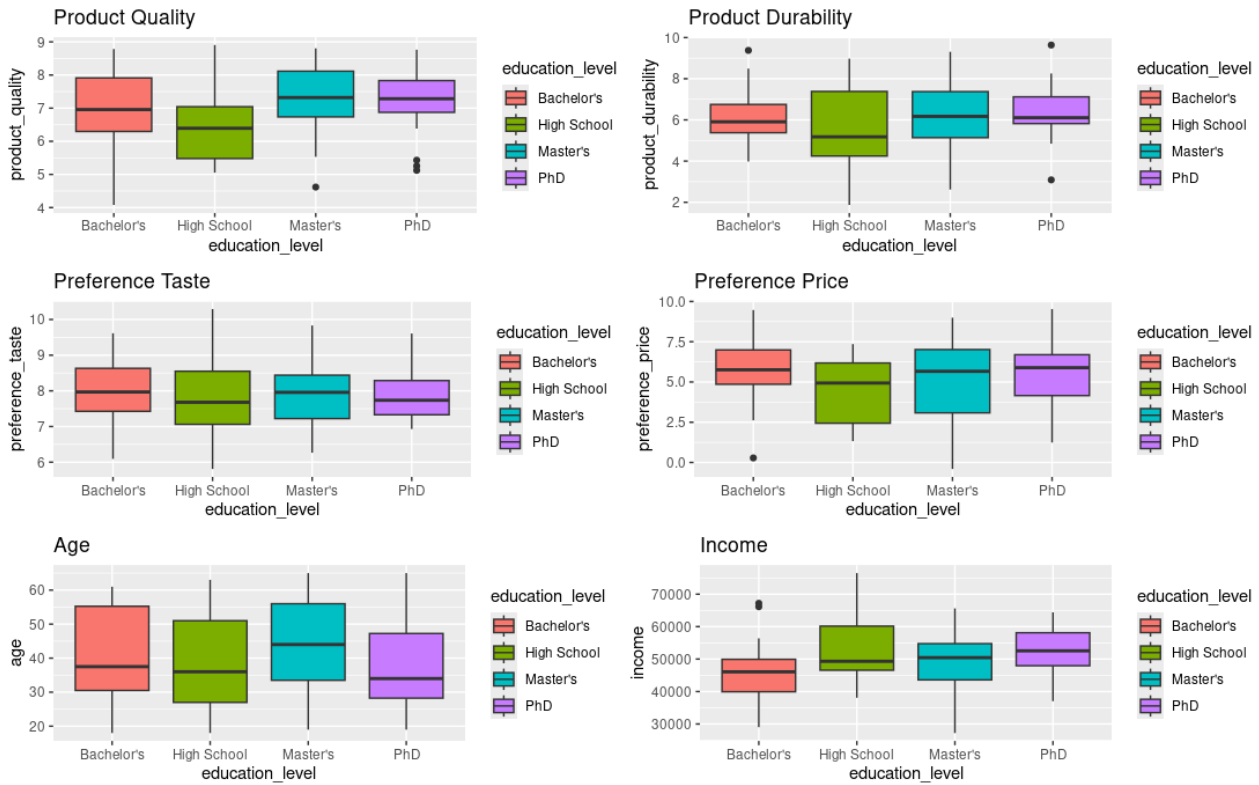 Product Quality
product_quality
9
8
7
6
5
4
Bachelor's High School Master's PhD
education_level
education_level
Bachelor's
High School
Master's
PhD
Product Durability
product_durability
10
8
6
4
2
Bachelor's High School Master's PhD
education_level
education_level
Bachelor's
High School
Master's
PhD
Preference Taste
preference_taste
10
9
8
7
6
Bachelor's High School Master's PhD
education_level
education_level
Bachelor's
High School
Master's
PhD
Preference Price
preference_price
10.0
7.5
5.0
2.5
0.0
Bachelor's High School Master's PhD
education_level
education_level
Bachelor's
High School
Master's
PhD
Age
age
60
50
40
30
20
Bachelor's High School Master's PhD
education_level
education_level
Bachelor's
High School
Master's
PhD
Income
income
70000
60000
50000
40000
30000
Bachelor's High School Master's PhD
education_level
education_level
Bachelor's
High School
Master's
PhD